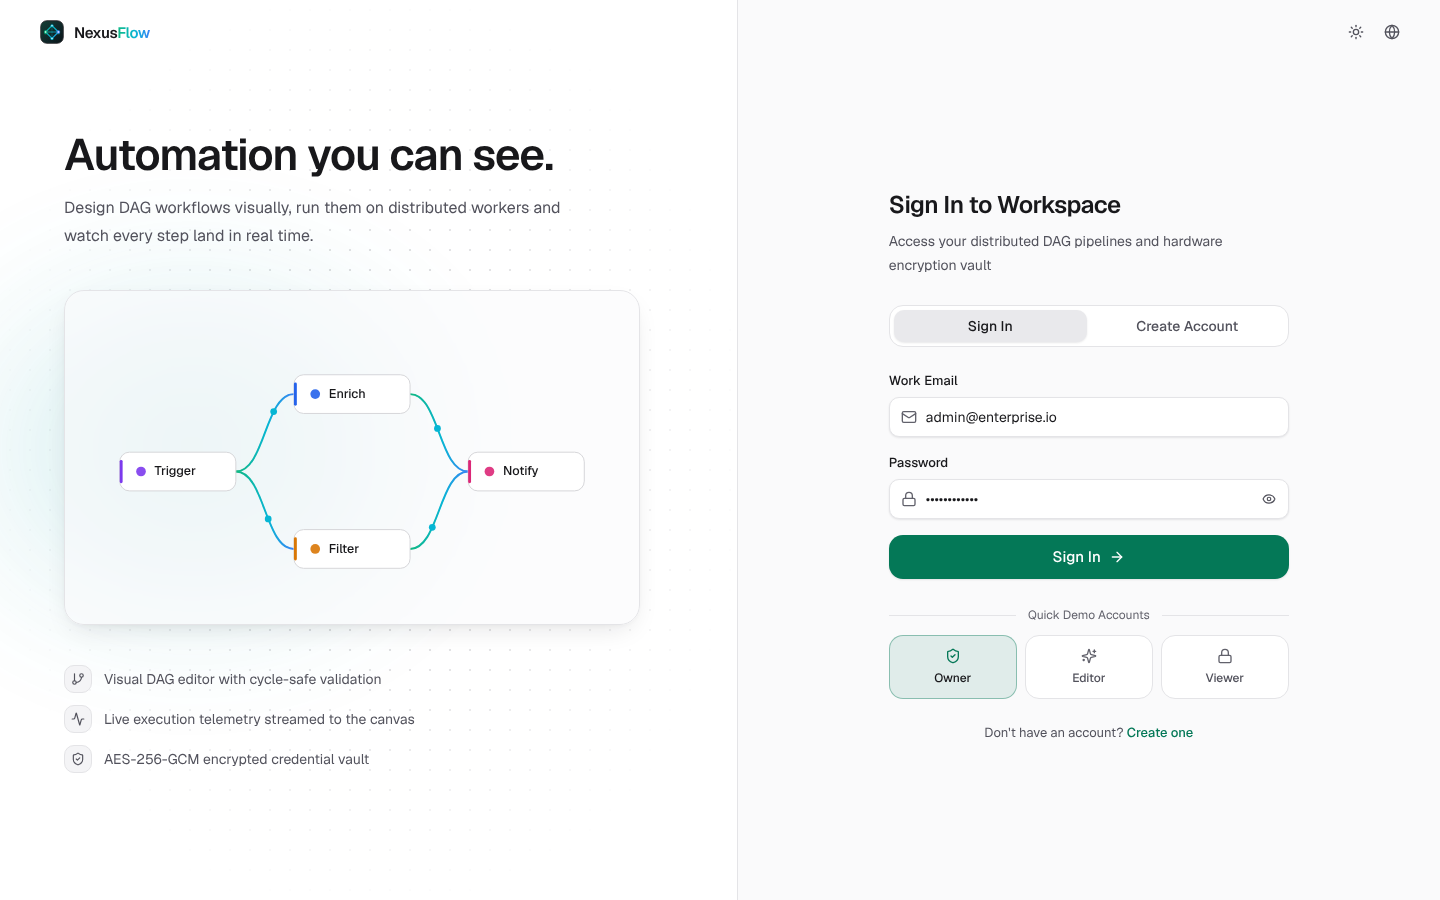 NexusFlow
Automation you can see.
Design DAG workflows visually, run them on distributed workers and
watch every step land in real time.
Enrich
Trigger
Notify
Filter
Visual DAG editor with cycle-safe validation
Live execution telemetry streamed to the canvas
AES-256-GCM encrypted credential vault
Sign In to Workspace
Access your distributed DAG pipelines and hardware
encryption vault
Sign In
Create Account
Work Email
admin@enterprise.io
Password
••••••••••••
Sign In
Quick Demo Accounts
Owner
Editor
Viewer
Don't have an account? Create one